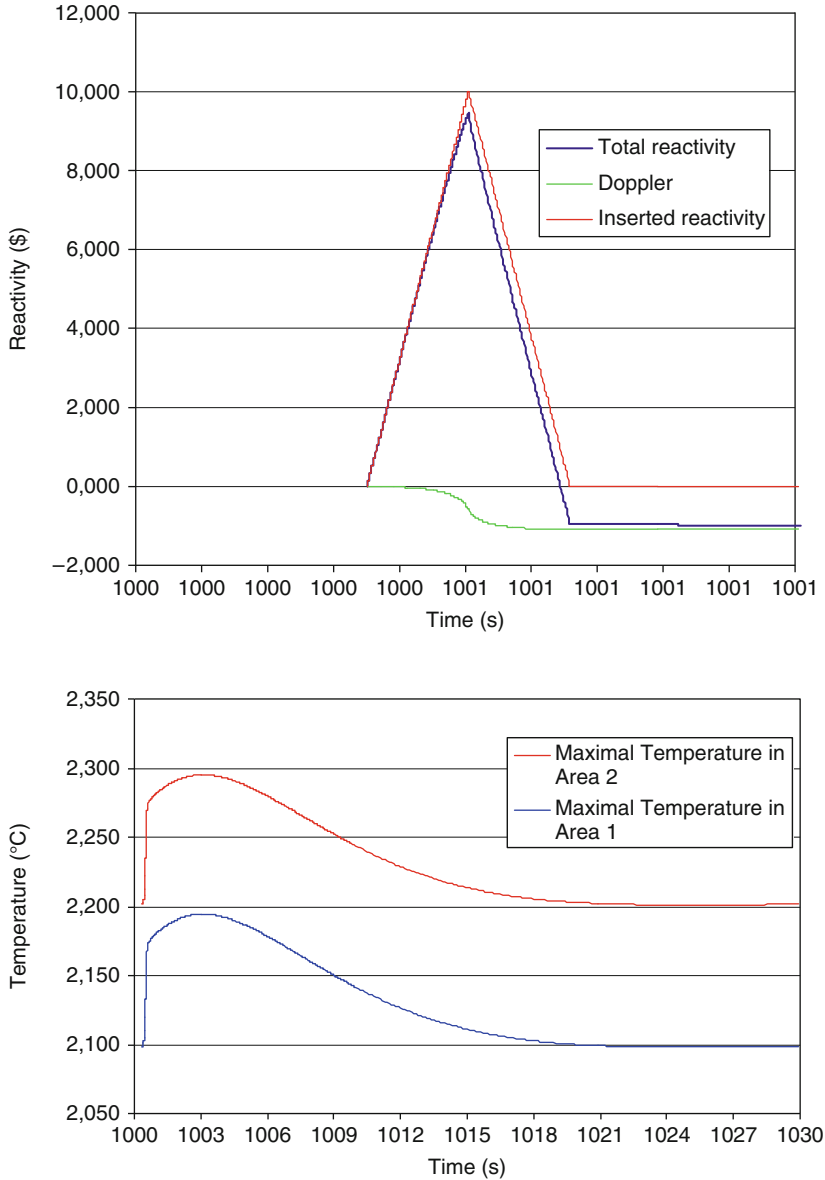 12,000
10,000
8,000
6,000
4,000
2,000
0,000
−2,000
Reactivity ($)
Total reactivity
Doppler
Inserted reactivity
1000 1000 1000 1000 1000 1001 1001 1001 1001 1001 1001
Time (s)
2,350
2,300
2,250
2,200
2,150
2,100
2,050
Temperature (°C)
Maximal Temperature in
Area 2
Maximal Temperature in
Area 1
1000 1003 1006 1009 1012 1015 1018 1021 1024 1027 1030
Time (s)